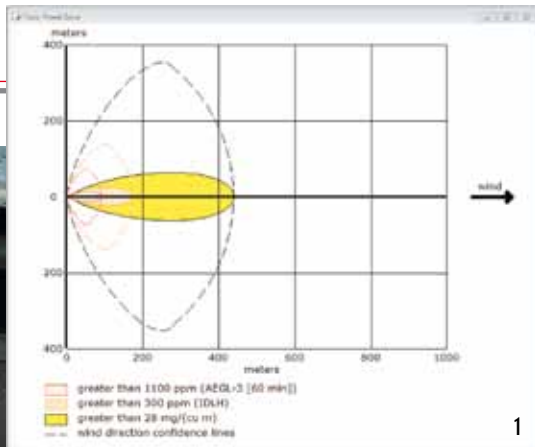 meters
400
200
0
200
400
0 200 400 600 800 1000
meters
wind
greater than 1100 ppm (AEGL-3 [60 min])
greater than 300 ppm (IDLH)
greater than 28 mg/(cu m)
wind direction confidence lines
1